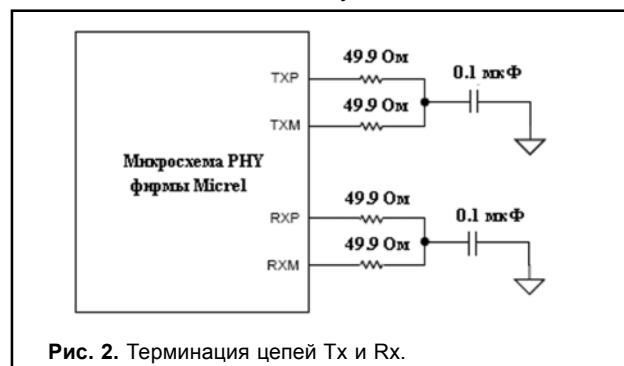 49.9 Ом
TXP
0.1 мкФ
49.9 Ом
TXM
Микросхема PHY
фирмы Micrel
49.9 Ом
RXP
0.1 мкФ
49.9 Ом
RXM
Рис. 2. Терминация цепей Tx и Rx.